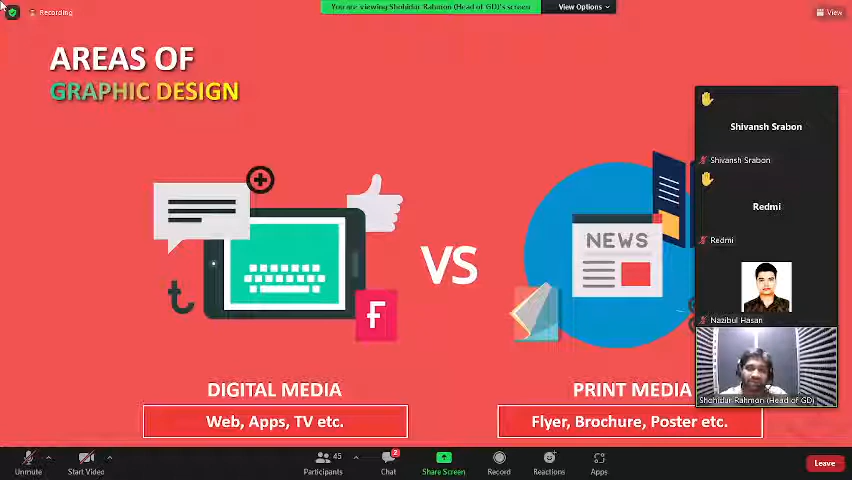 Recording
You are viewing Shohidur Rahmon (Head of GD)'s screen
View Options
View
AREAS OF
GRAPHIC DESIGN
VS
NEWS
t
F
DIGITAL MEDIA
Web, Apps, TV etc.
PRINT MEDIA
Flyer, Brochure, Poster etc.
Shivansh Srabon
Shivansh Srabon
Redmi
Redmi
Nazibul Hasan
Shohidur Rahmon (Head of GD)
Unmute
Start Video
45
Participants
2
Chat
Share Screen
Record
Reactions
Apps
Leave